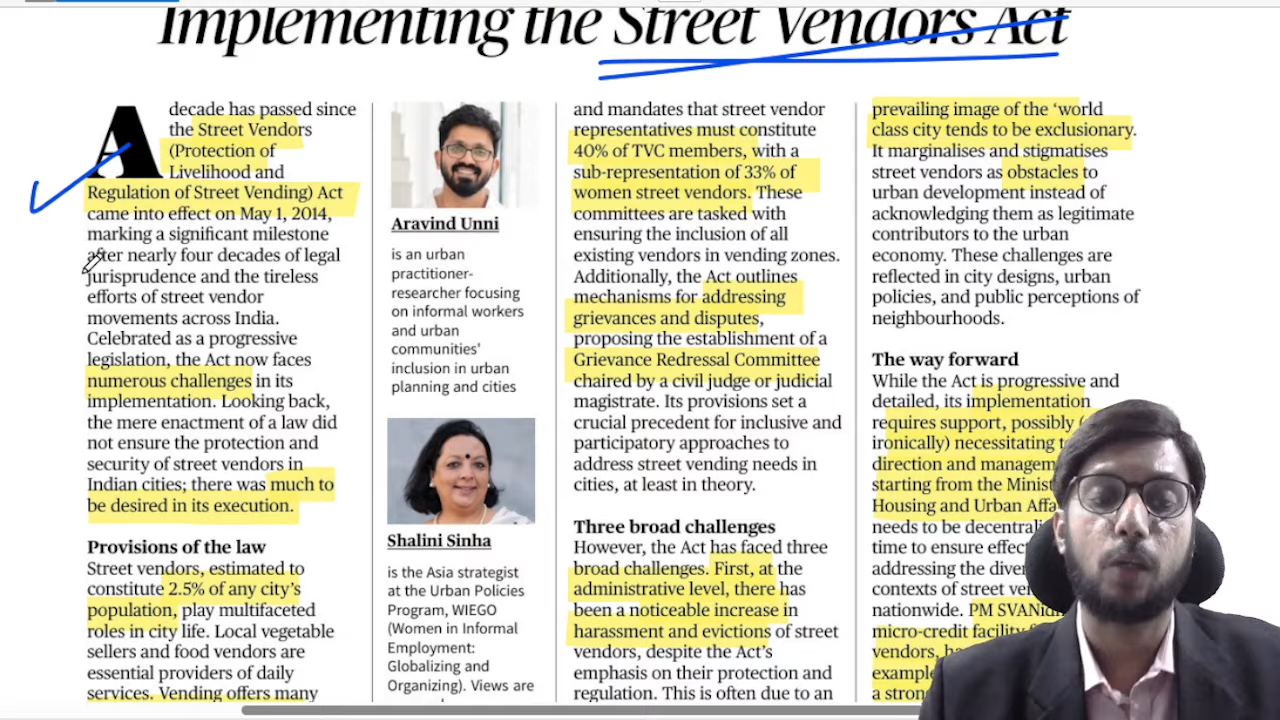 Implementing the Street Vendors Act
A decade has passed since
the Street Vendors
(Protection of
Livelihood and
Regulation of Street Vending) Act
came into effect on May 1, 2014,
marking a significant milestone
after nearly four decades of legal
jurisprudence and the tireless
efforts of street vendor
movements across India.
Celebrated as a progressive
legislation, the Act now faces
numerous challenges in its
implementation. Looking back,
the mere enactment of a law did
not ensure the protection and
security of street vendors in
Indian cities; there was much to
be desired in its execution.
Provisions of the law
Street vendors, estimated to
constitute 2.5% of any city's
population, play multifaceted
roles in city life. Local vegetable
sellers and food vendors are
essential providers of daily
services. Vending offers many
Aravind Unni
is an urban
practitioner-
researcher focusing
on informal workers
and urban
communities'
inclusion in urban
planning and cities
Shalini Sinha
is the Asia strategist
at the Urban Policies
Program, WIEGO
(Women in Informal
Employment:
Globalizing and
Organizing). Views are
and mandates that street vendor
representatives must constitute
40% of TVC members, with a
sub-representation of 33% of
women street vendors. These
committees are tasked with
ensuring the inclusion of all
existing vendors in vending zones.
Additionally, the Act outlines
mechanisms for addressing
grievances and disputes,
proposing the establishment of a
Grievance Redressal Committee
chaired by a civil judge or judicial
magistrate. Its provisions set a
crucial precedent for inclusive and
participatory approaches to
address street vending needs in
cities, at least in theory.
Three broad challenges
However, the Act has faced three
broad challenges. First, at the
administrative level, there has
been a noticeable increase in
harassment and evictions of street
vendors, despite the Act's
emphasis on their protection and
regulation. This is often due to an
prevailing image of the 'world
class city tends to be exclusionary.
It marginalises and stigmatises
street vendors as obstacles to
urban development instead of
acknowledging them as legitimate
contributors to the urban
economy. These challenges are
reflected in city designs, urban
policies, and public perceptions of
neighbourhoods.
The way forward
While the Act is progressive and
detailed, its implementation
requires support, possibly
ironically) necessitating
direction and
starting from the
Housing and Urban
needs to be
time to ensure
addressing the
contexts of street
nationwide. PM
micro-credit facility
vendors,
example
a